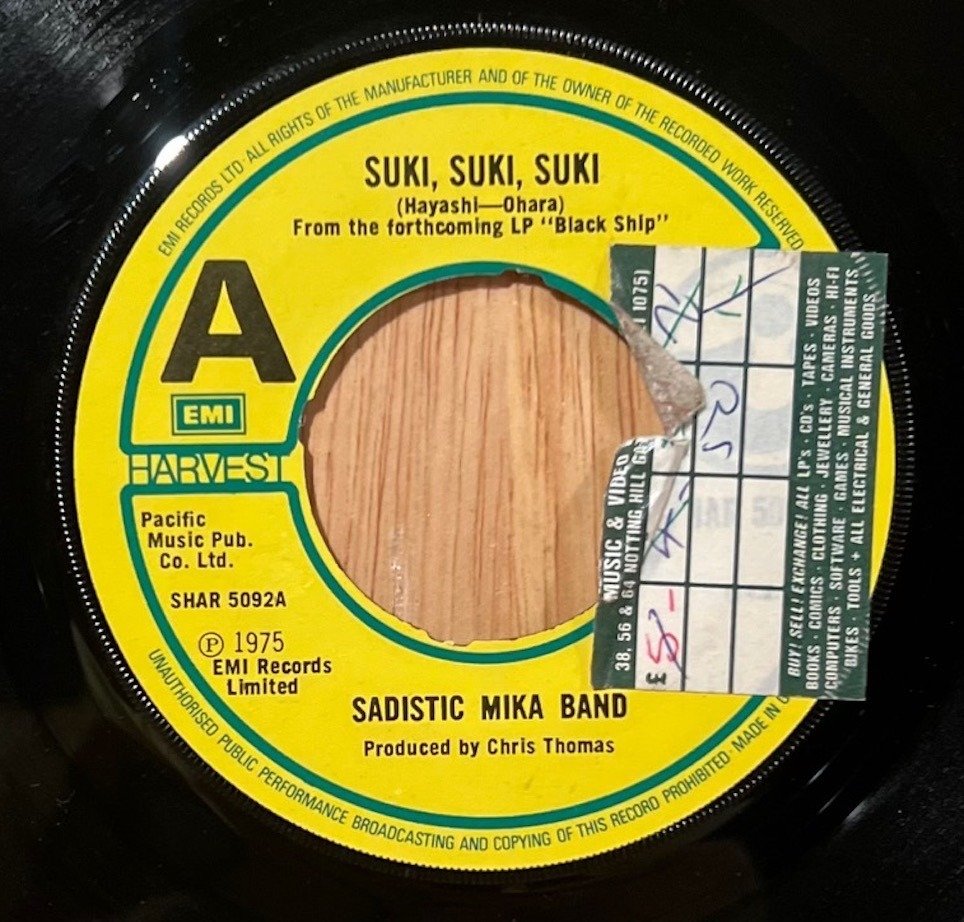 EMI RECORDS LTD· ALL RIGHTS OF THE MANUFACTURER AND OF THE OWNER OF THE RECORDED WORK RESERVED
SUKI, SUKI, SUKI
(Hayashi—Ohara)
From the forthcoming LP "Black Ship"
A
EMI
HARVEST
Pacific
Music Pub.
Co. Ltd.
SHAR 5092A
℗ 1975
EMI Records
Limited
SADISTIC MIKA BAND
Produced by Chris Thomas
UNAUTHORISED PUBLIC PERFORMANCE BROADCASTING AND COPYING OF THIS RECORD PROHIBITED· MADE IN
MUSIC & VIDEO
38, 56 & 64 NOTTING HILL
1075)
£
BUY! SELL! EXCHANGE! ALL LP's · CD's · TAPES · VIDEOS
BOOKS · COMICS · CLOTHING · JEWELLERY · CAMERAS · HI-FI
COMPUTERS · SOFTWARE · GAMES · MUSICAL INSTRUMENTS
BIKES · TOOLS + ALL ELECTRICAL & GENERAL GOODS